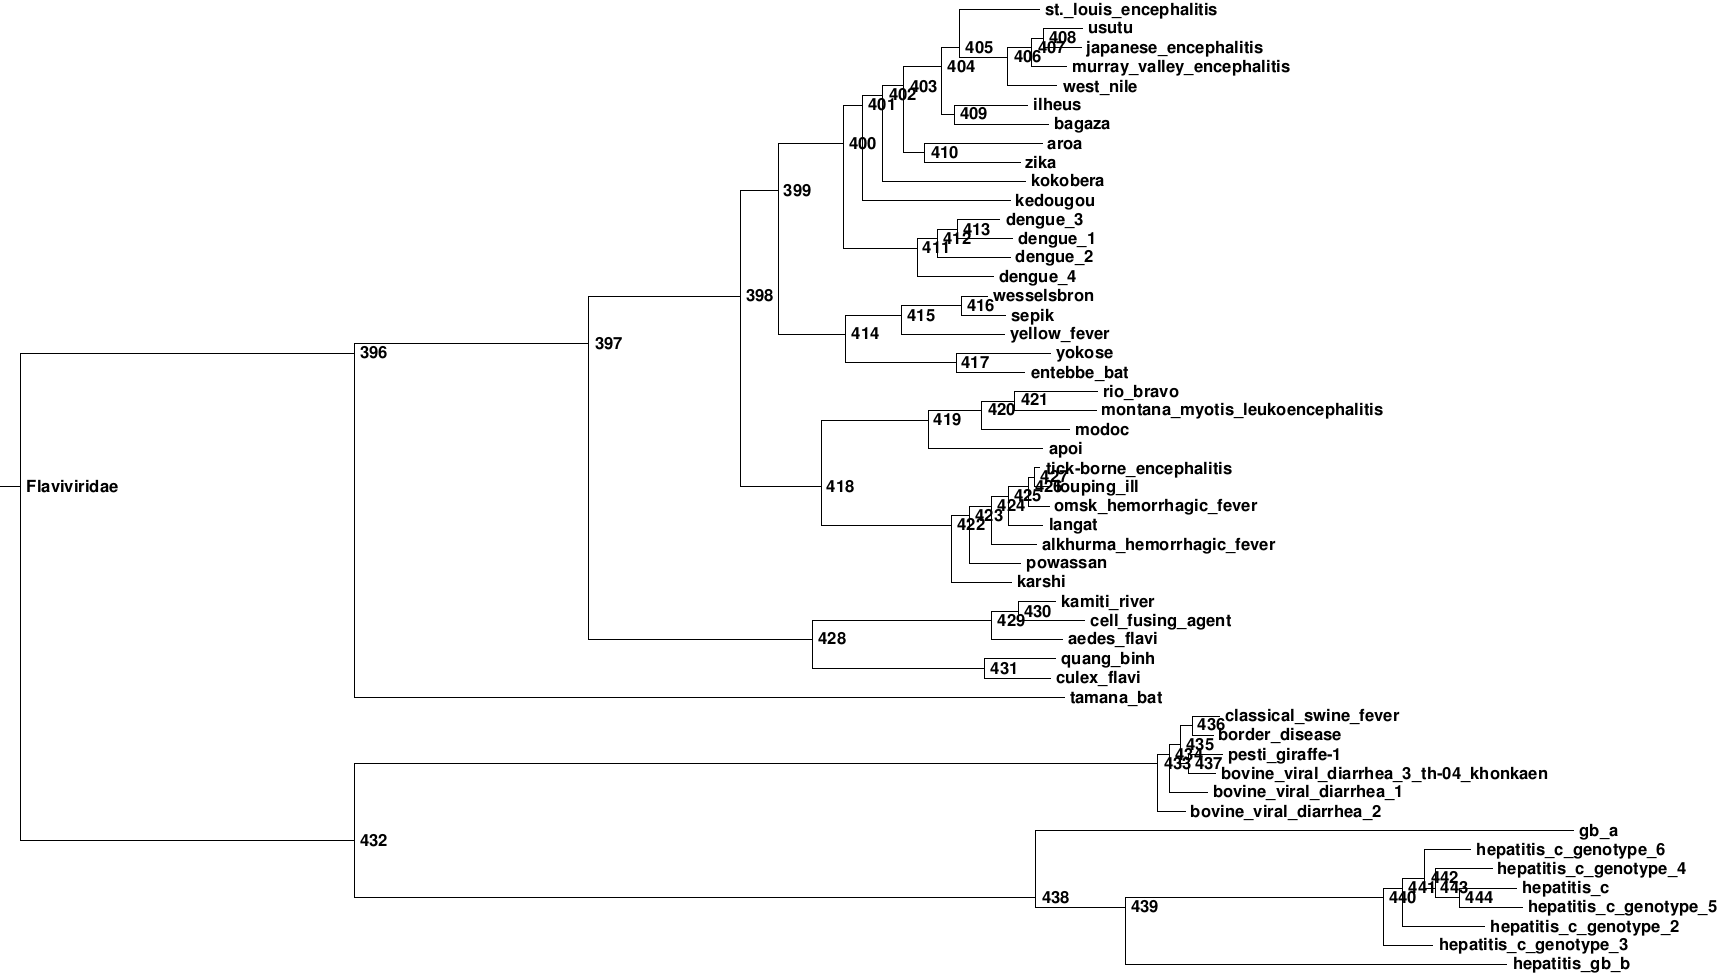 st._louis_encephalitis
usutu
408
405
407
japanese_encephalitis
406
404
murray_valley_encephalitis
403
west_nile
402
401
ilheus
409
bagaza
400
aroa
410
zika
kokobera
399
kedougou
dengue_3
413
412
dengue_1
411
dengue_2
dengue_4
398
wesselsbron
416
415
sepik
414
yellow_fever
397
396
yokose
417
entebbe_bat
rio_bravo
421
420
montana_myotis_leukoencephalitis
419
modoc
apoi
tick-borne_encephalitis
427
Flaviviridae
418
426
louping_ill
425
424
omsk_hemorrhagic_fever
423
422
langat
alkhurma_hemorrhagic_fever
powassan
karshi
kamiti_river
430
429
cell_fusing_agent
428
aedes_flavi
quang_binh
431
culex_flavi
tamana_bat
classical_swine_fever
436
border_disease
435
434
pesti_giraffe-1
433
437
bovine_viral_diarrhea_3_th-04_khonkaen
bovine_viral_diarrhea_1
bovine_viral_diarrhea_2
gb_a
432
hepatitis_c_genotype_6
hepatitis_c_genotype_4
442
441
443
hepatitis_c
438
440
444
439
hepatitis_c_genotype_5
hepatitis_c_genotype_2
hepatitis_c_genotype_3
hepatitis_gb_b